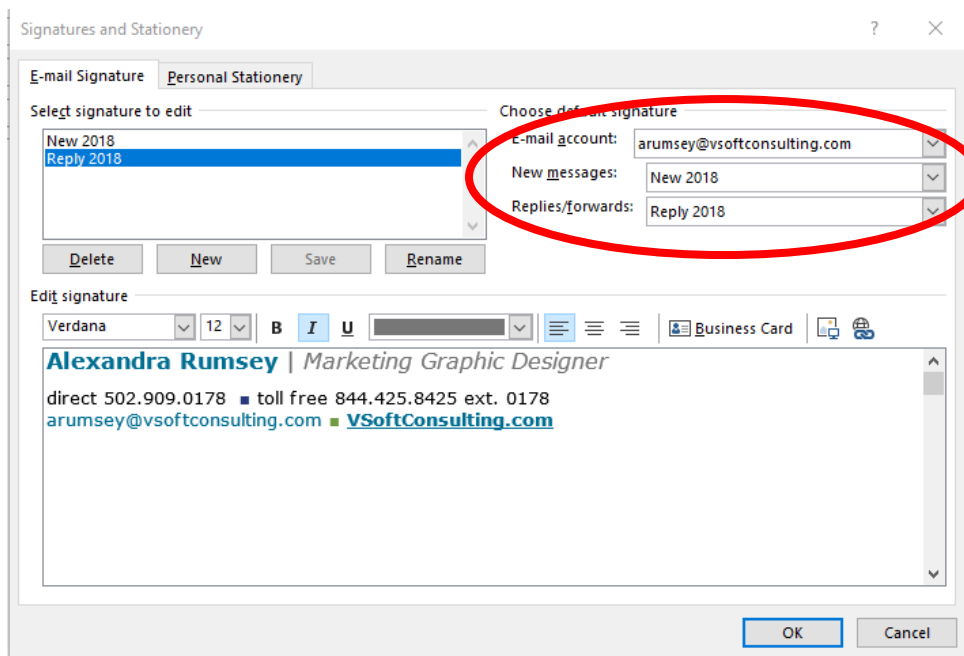 Signatures and Stationery
E-mail Signature Personal Stationery
Select signature to edit
New 2018
Reply 2018
Delete New Save Rename
Choose default signature
E-mail account: arumsey@vsoftconsulting.com
New messages: New 2018
Replies/forwards: Reply 2018
Edit signature
Verdana 12 B I U Business Card
Alexandra Rumsey | Marketing Graphic Designer
direct 502.909.0178 ▪ toll free 844.425.8425 ext. 0178
arumsey@vsoftconsulting.com ▪ VSoftConsulting.com
OK Cancel